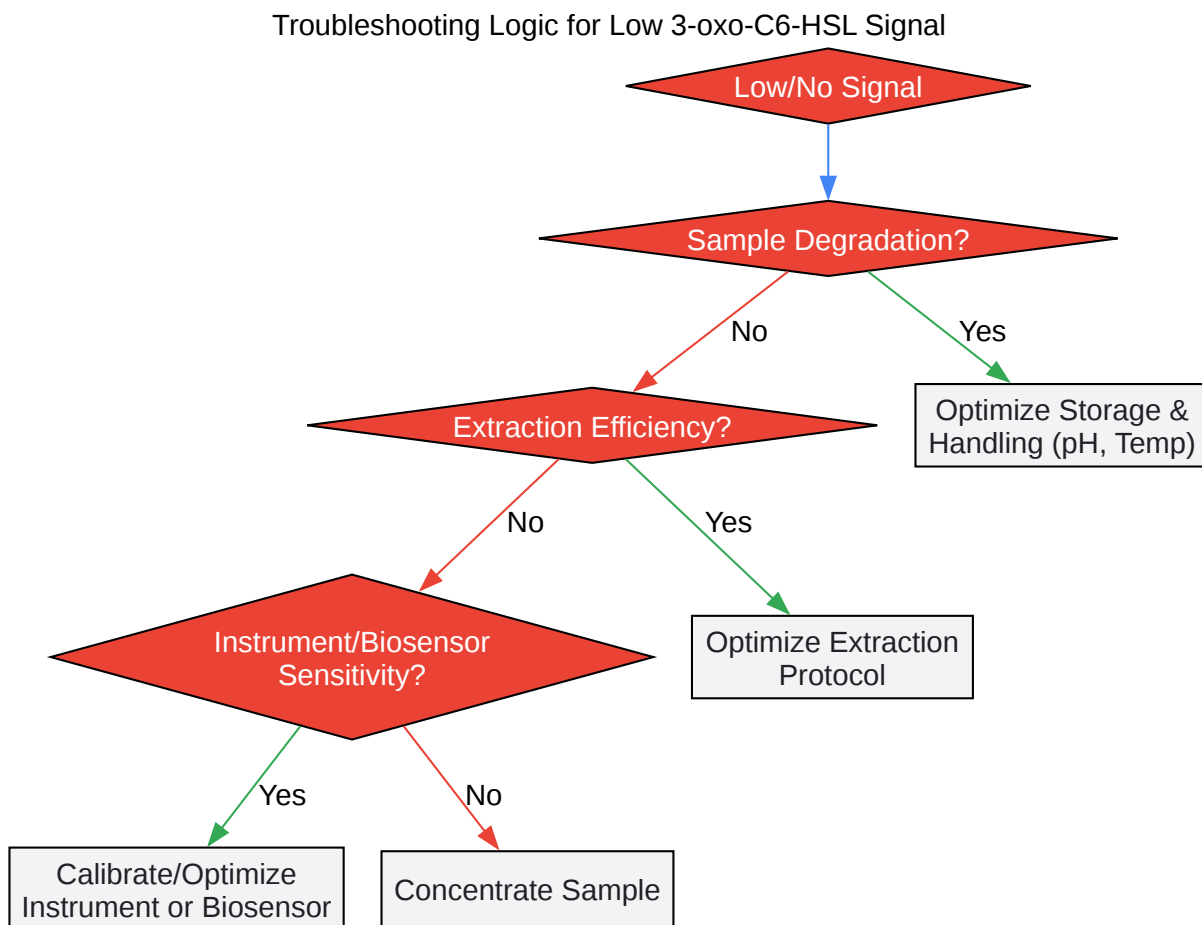 Troubleshooting Logic for Low 3-oxo-C6-HSL Signal
Low/No Signal
Sample Degradation?
No
Yes
Optimize Storage &
Handling (pH, Temp)
Extraction Efficiency?
No
Yes
Optimize Extraction
Protocol
Instrument/Biosensor
Sensitivity?
Yes
No
Calibrate/Optimize
Instrument or Biosensor
Concentrate Sample